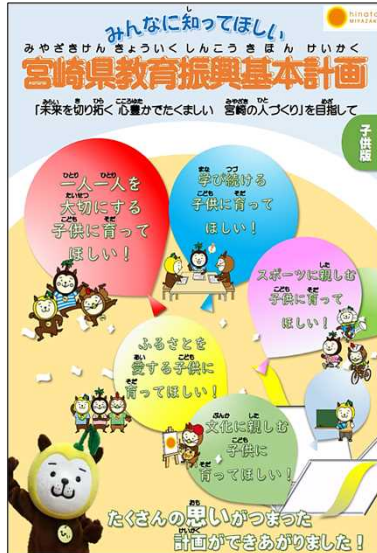 hinata
MIYAZAKI
みんなに知ってほしい
宮崎県教育振興基本計画
「未来を切り拓く 心豊かでたくましい 宮崎の人づくり」を目指して
子供版
一人一人を
大切にする
子供に育って
ほしい！
学び続ける
子供に育って
ほしい！
スポーツに親しむ
子供に育って
ほしい！
ふるさとを
愛する子供に
育ってほしい！
文化に親しむ
子供に
育ってほしい！
たくさんの思いがつまった
計画ができあがりました！